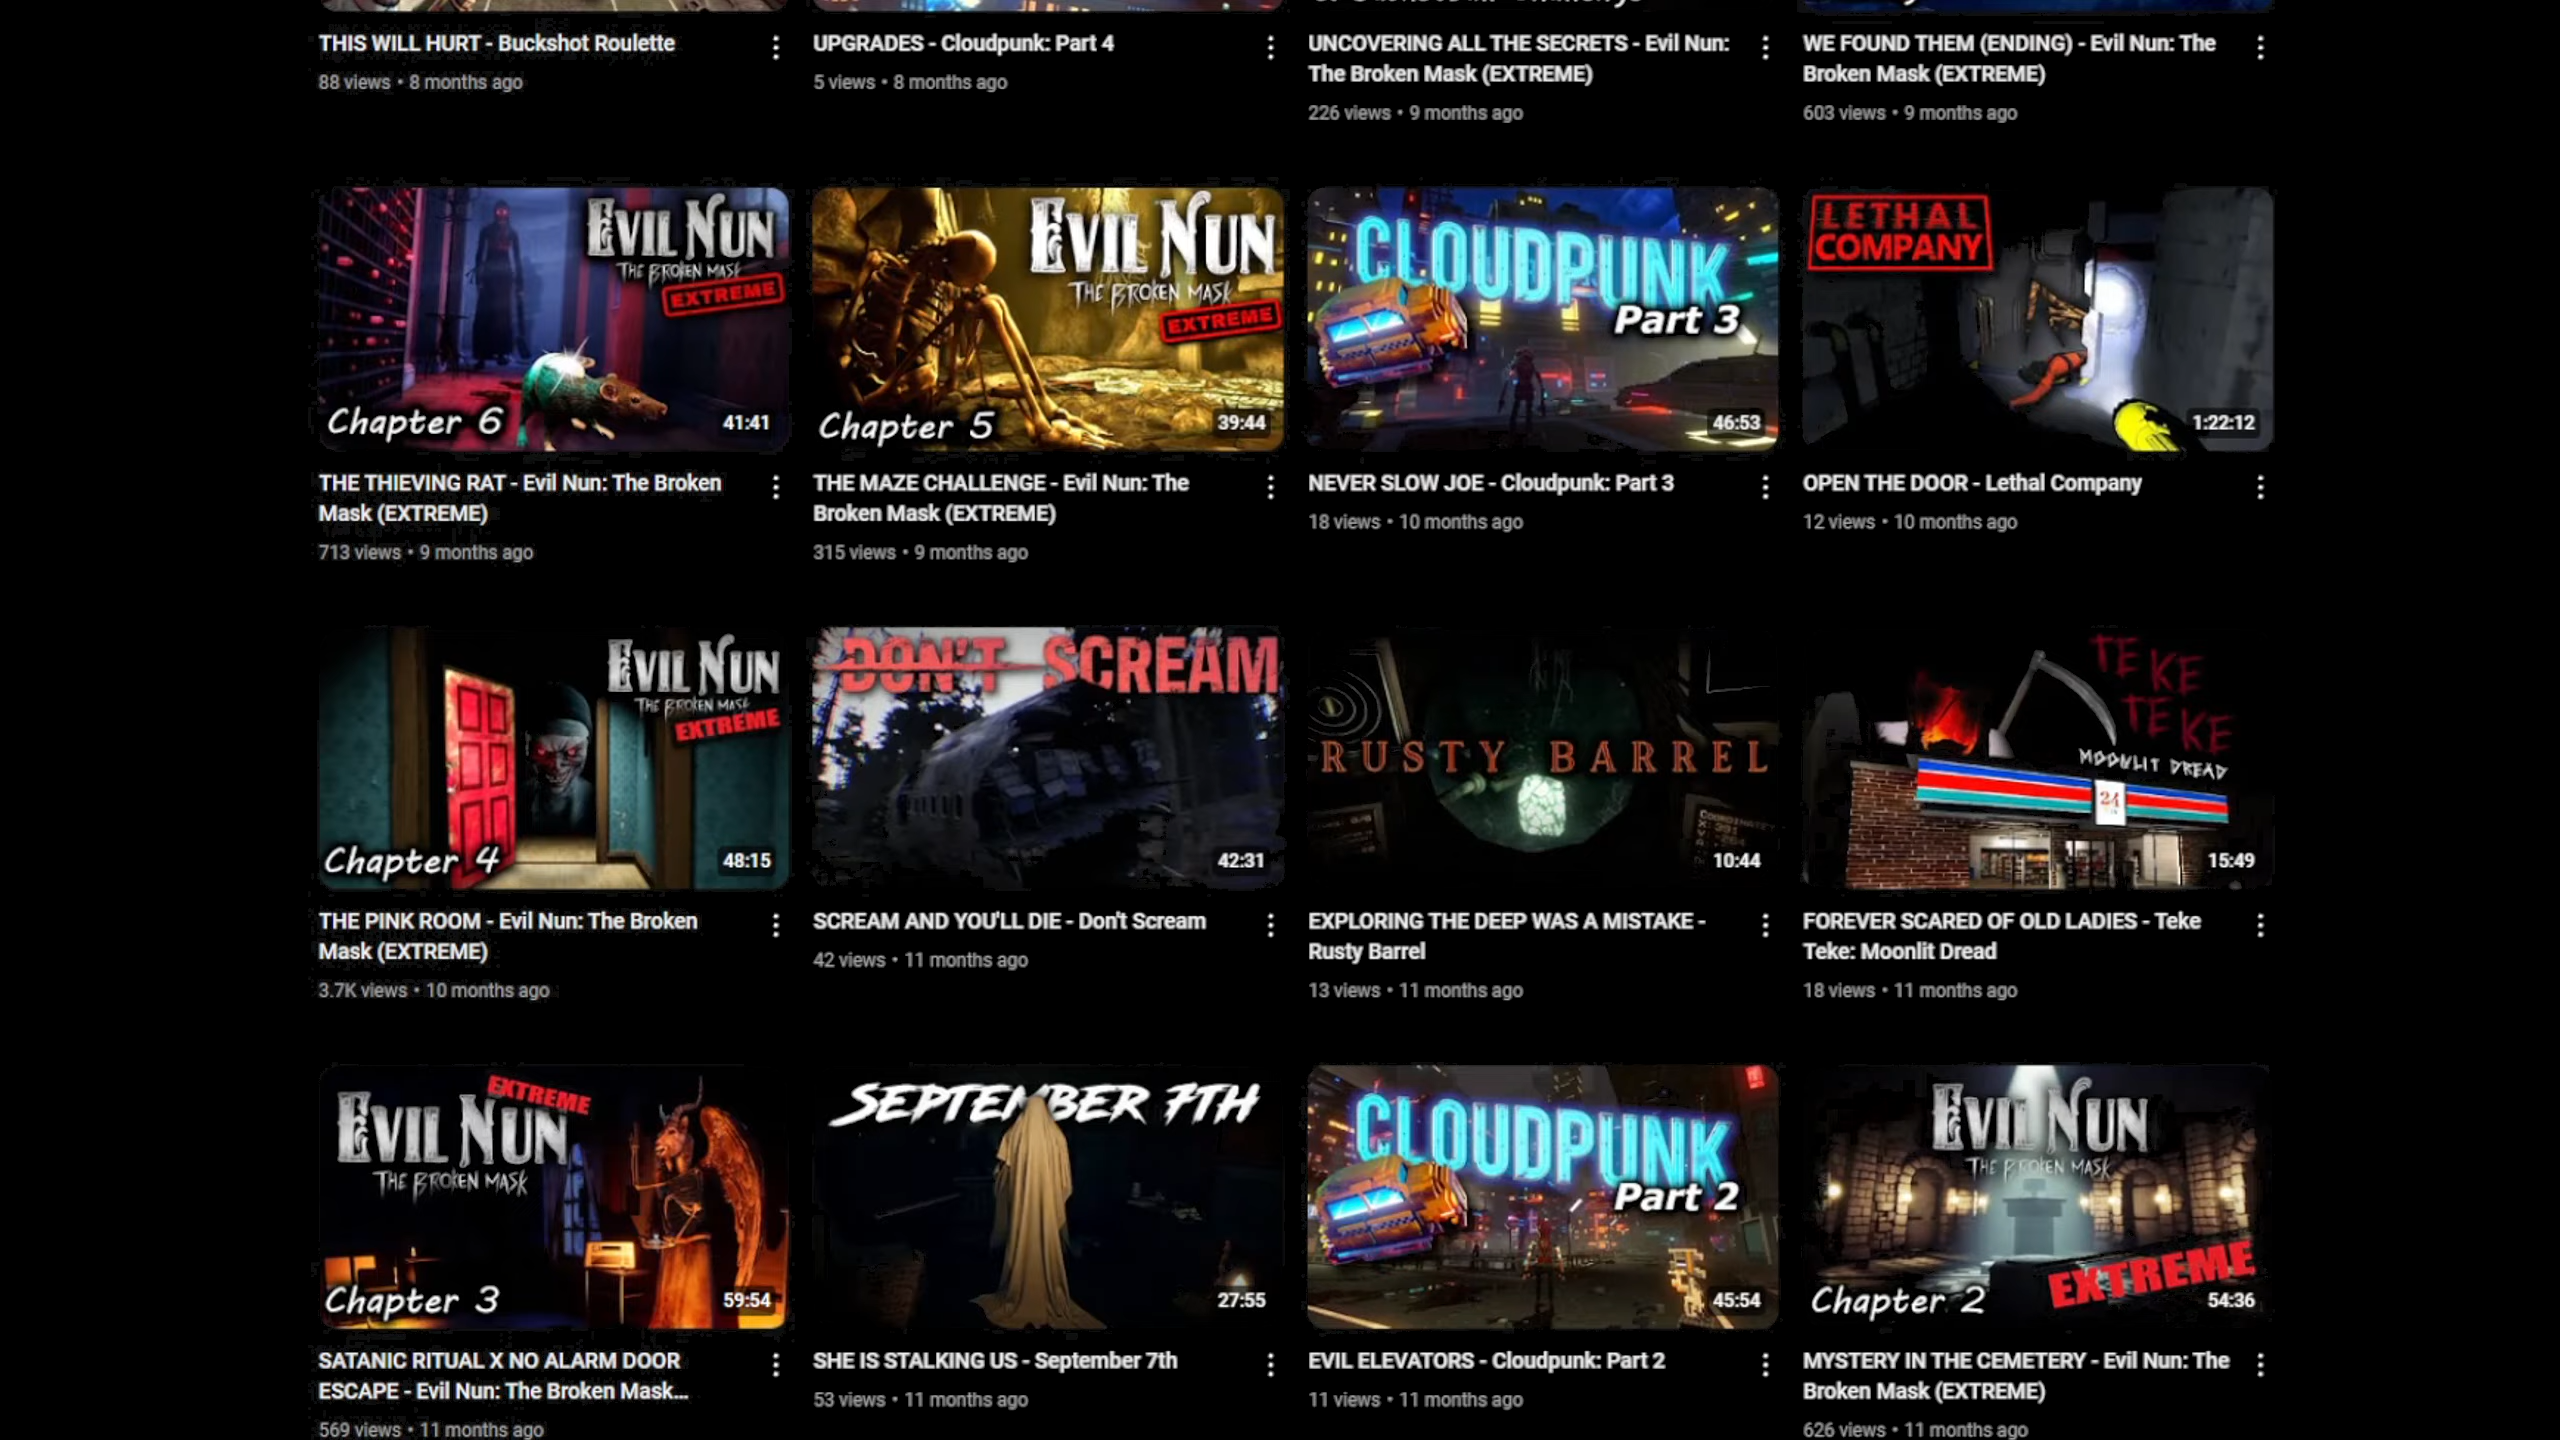 THIS WILL HURT - Buckshot Roulette
88 views • 8 months ago
UPGRADES - Cloudpunk: Part 4
5 views • 8 months ago
UNCOVERING ALL THE SECRETS - Evil Nun:
The Broken Mask (EXTREME)
226 views • 9 months ago
WE FOUND THEM (ENDING) - Evil Nun: The
Broken Mask (EXTREME)
603 views • 9 months ago
EVIL NUN
THE BROKEN MASK
EXTREME
Chapter 6
41:41
THE THIEVING RAT - Evil Nun: The Broken
Mask (EXTREME)
713 views • 9 months ago
EVIL NUN
THE BROKEN MASK
EXTREME
Chapter 5
39:44
THE MAZE CHALLENGE - Evil Nun: The
Broken Mask (EXTREME)
315 views • 9 months ago
CLOUDPUNK
Part 3
46:53
NEVER SLOW JOE - Cloudpunk: Part 3
18 views • 10 months ago
LETHAL
COMPANY
1:22:12
OPEN THE DOOR - Lethal Company
12 views • 10 months ago
EVIL NUN
THE BROKEN MASK
EXTREME
Chapter 4
48:15
THE PINK ROOM - Evil Nun: The Broken
Mask (EXTREME)
3.7K views • 10 months ago
DON'T SCREAM
42:31
SCREAM AND YOU'LL DIE - Don't Scream
42 views • 11 months ago
RUSTY BARREL
10:44
EXPLORING THE DEEP WAS A MISTAKE -
Rusty Barrel
13 views • 11 months ago
TE KE
TE KE
MOONLIT DREAD
24
15:49
FOREVER SCARED OF OLD LADIES - Teke
Teke: Moonlit Dread
18 views • 11 months ago
EXTREME
EVIL NUN
THE BROKEN MASK
Chapter 3
59:54
SATANIC RITUAL X NO ALARM DOOR
ESCAPE - Evil Nun: The Broken Mask...
569 views • 11 months ago
SEPTEMBER 7TH
27:55
SHE IS STALKING US - September 7th
53 views • 11 months ago
CLOUDPUNK
Part 2
45:54
EVIL ELEVATORS - Cloudpunk: Part 2
11 views • 11 months ago
EVIL NUN
THE BROKEN MASK
EXTREME
Chapter 2
54:36
MYSTERY IN THE CEMETERY - Evil Nun: The
Broken Mask (EXTREME)
626 views • 11 months ago